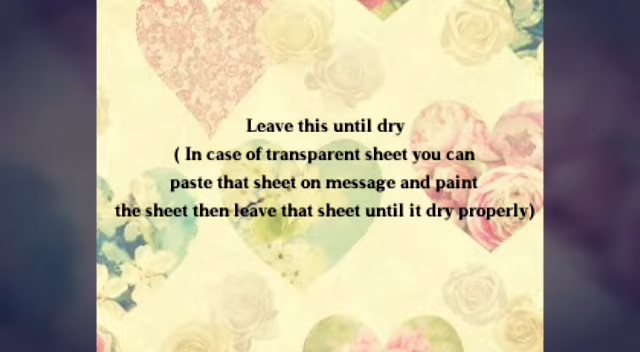 Leave this until dry
( In case of transparent sheet you can
paste that sheet on message and paint
the sheet then leave that sheet until it dry properly)